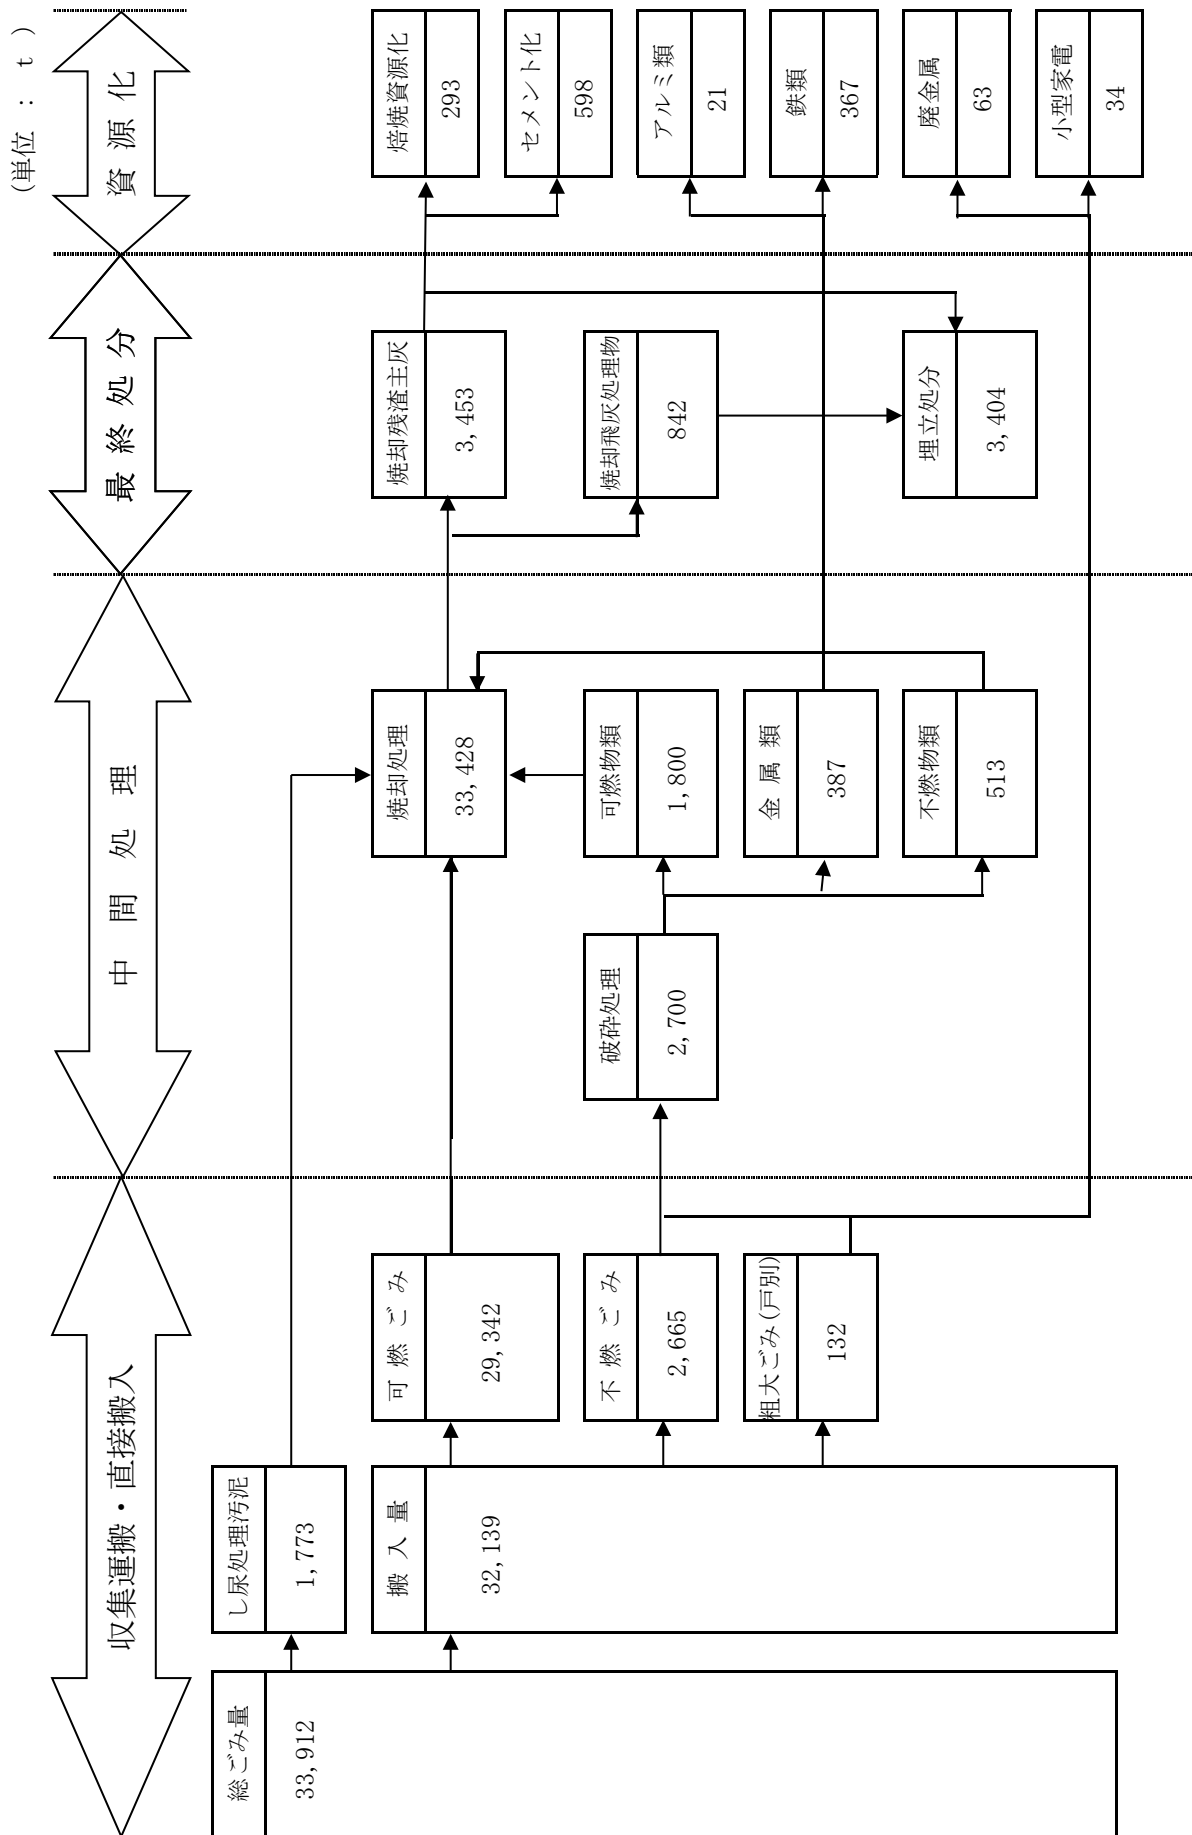 (単位:t)
収集運搬・直接搬入
中間処理
最終処分
資源化
総ごみ量
33,912
し尿処理汚泥
1,773
搬入量
32,139
可燃ごみ
29,342
不燃ごみ
2,665
粗大ごみ(戸別)
132
破砕処理
2,700
焼却処理
33,428
可燃物類
1,800
金属類
387
不燃物類
513
焼却残渣主灰
3,453
焼却飛灰処理物
842
埋立処分
3,404
焙焼資源化
293
セメント化
598
アルミ類
21
鉄類
367
廃金属
63
小型家電
34